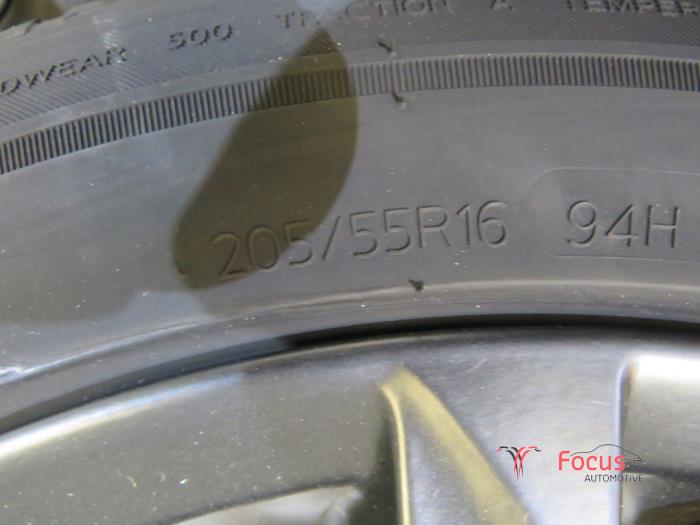 500 TRACTION A
205/55R16 94H
Focus
AUTOMOTIVE